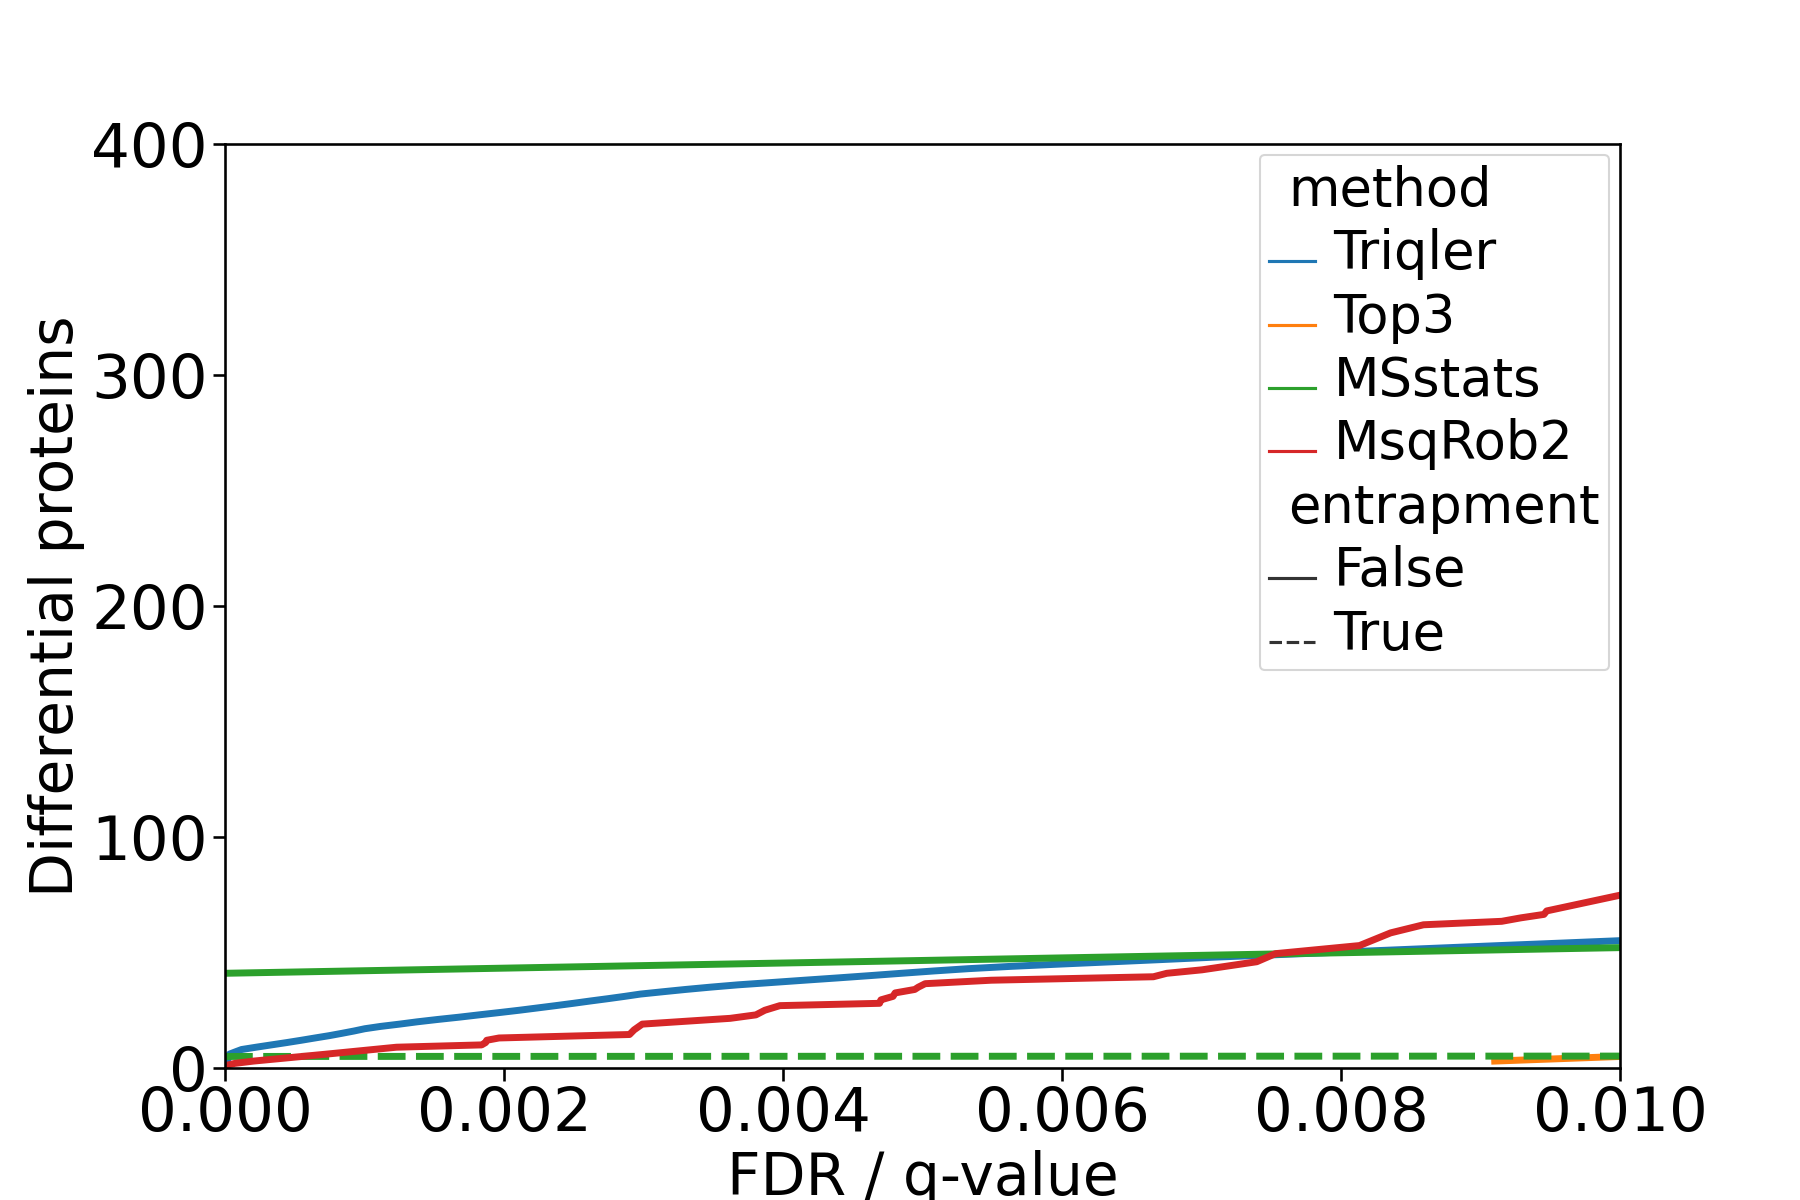 400
300
200
100
0
Differential proteins
0.000 0.002 0.004 0.006 0.008 0.010
FDR / q-value
method
Triqler
Top3
MSstats
MsqRob2
entrapment
False
True